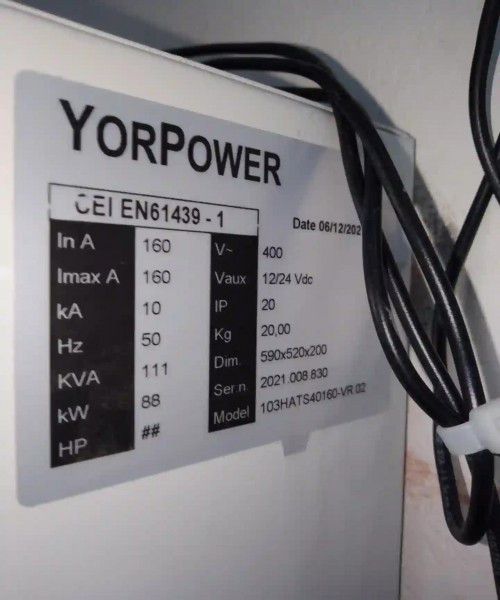 YORPOWER
CEI EN61439 - 1
Date 06/12/202
In A 160 V~ 400
Imax A 160 Vaux 12/24 Vdc
kA 10 IP 20
Hz 50 Kg 20,00
KVA 111 Dim. 590x520x200
kW 88 Ser n. 2021.008.830
HP ## Model 103HATS40160-VR.02